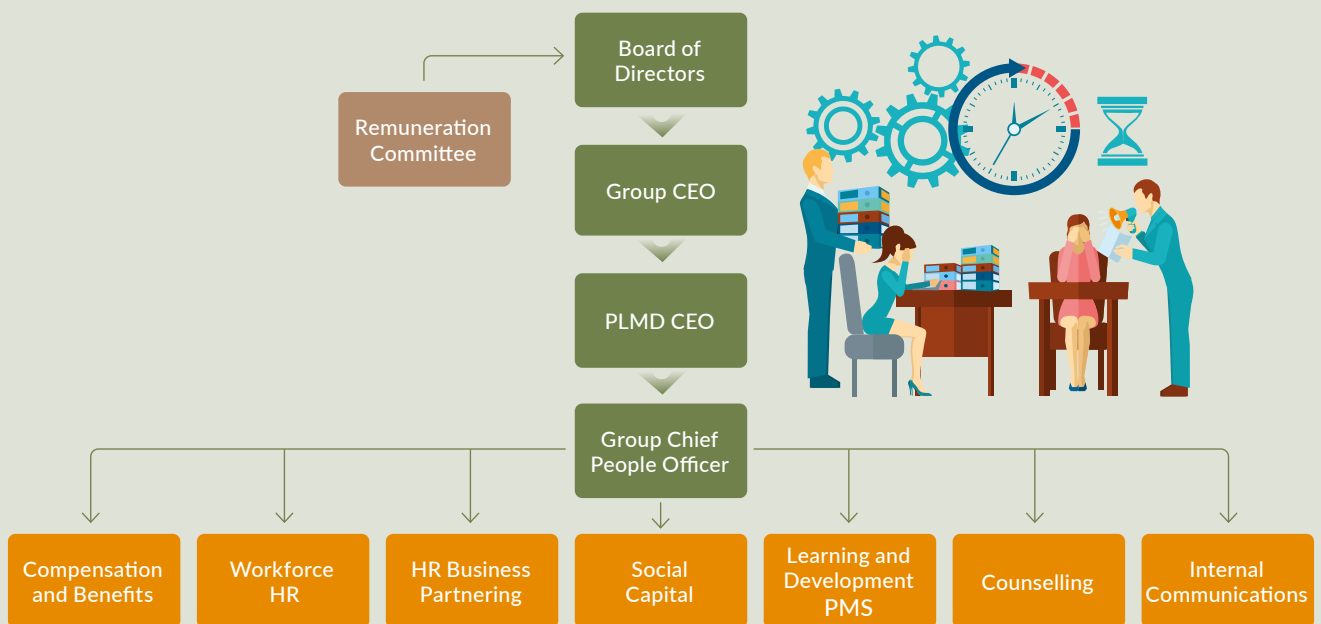 Board of
Directors
Remuneration
Committee
Group CEO
PLMD CEO
Group Chief
People Officer
Compensation
and Benefits
Workforce
HR
HR Business
Partnering
Social
Capital
Learning and
Development
PMS
Counselling
Internal
Communications